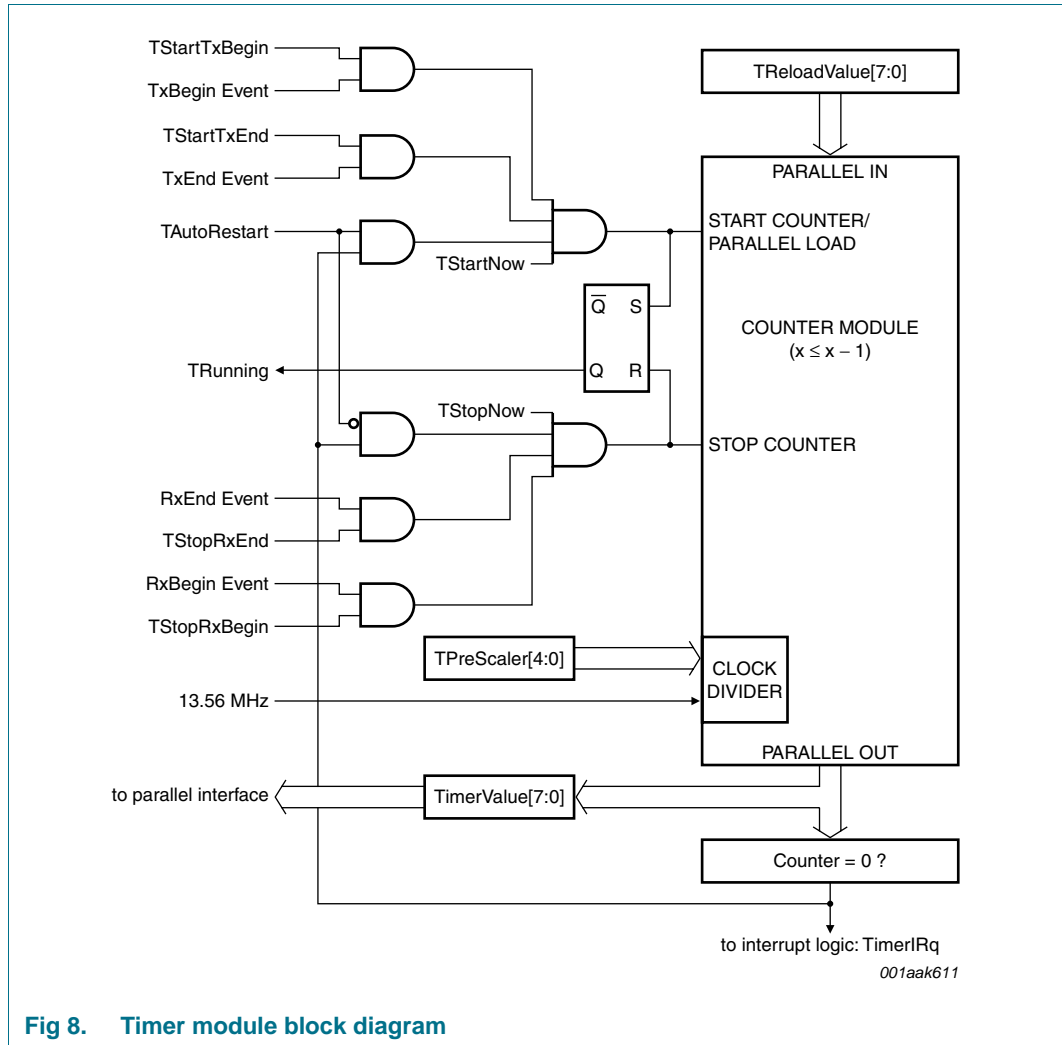 TStartTxBegin
TxBegin Event
TReloadValue[7:0]
TStartTxEnd
TxEnd Event
PARALLEL IN
TAutoRestart
START COUNTER/
PARALLEL LOAD
TStartNow
Q S
COUNTER MODULE
(x ≤ x − 1)
TRunning
Q R
TStopNow
STOP COUNTER
RxEnd Event
TStopRxEnd
RxBegin Event
TStopRxBegin
TPreScaler[4:0]
CLOCK
DIVIDER
13.56 MHz
PARALLEL OUT
to parallel interface
TimerValue[7:0]
Counter = 0 ?
to interrupt logic: TimerIRq
001aak611
Fig 8. Timer module block diagram